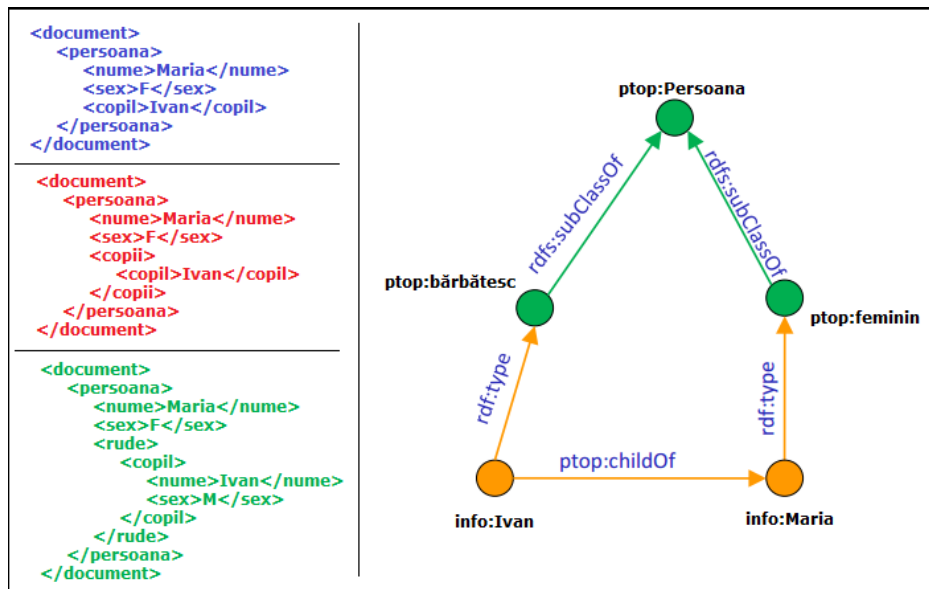 <document>
<persoana>
<nume>Maria</nume>
<sex>F</sex>
<copil>Ivan</copil>
</persoana>
</document>
<document>
<persoana>
<nume>Maria</nume>
<sex>F</sex>
<copii>
<copil>Ivan</copil>
</copii>
</persoana>
</document>
<document>
<persoana>
<nume>Maria</nume>
<sex>F</sex>
<rude>
<copil>
<nume>Ivan</nume>
<sex>M</sex>
</copil>
</rude>
</persoana>
</document>
ptop:Persoana
rdfs:subClassOf
rdfs:subClassOf
ptop:bărbătesc
ptop:feminin
rdf:type
rdf:type
ptop:childOf
info:Ivan
info:Maria